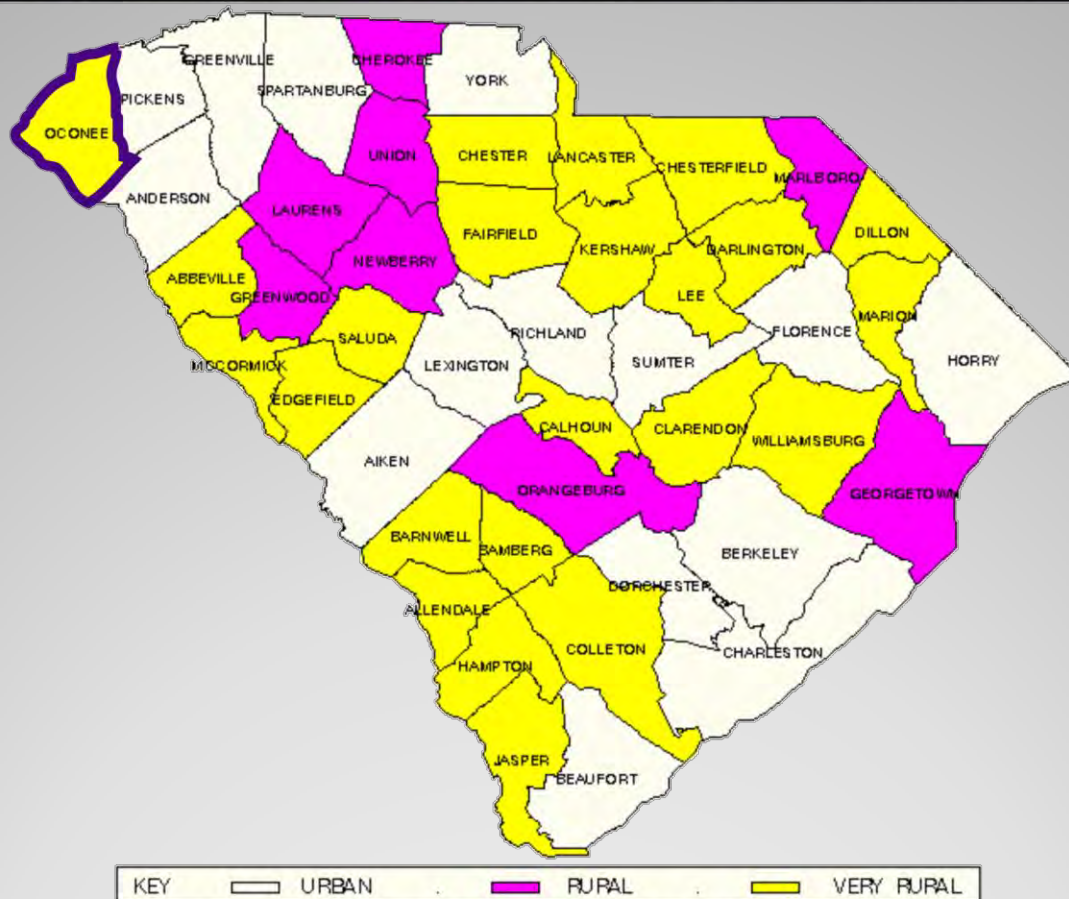 CHEROKEE
GREENVILLE
YORK
SPARTANBURG
PICKENS
OCONEE
UNION
CHESTER
LANCASTER
CHESTERFIELD
MARLBORO
ANDERSON
LAURENS
FAIRFIELD
DILLON
KERSHAW
DARLINGTON
NEWBERRY
ABBEVILLE
GREENWOOD
LEE
MARION
SALUDA
RICHLAND
FLORENCE
MCCORMICK
LEXINGTON
SUMTER
HORRY
EDGEFIELD
CALHOUN
CLARENDON
WILLIAMSBURG
AIKEN
ORANGEBURG
GEORGETOWN
BARNWELL
BAMBERG
BERKELEY
DORCHESTER
ALLENDALE
COLLETON
CHARLESTON
HAMPTON
JASPER
BEAUFORT
KEY URBAN . RURAL . VERY RURAL